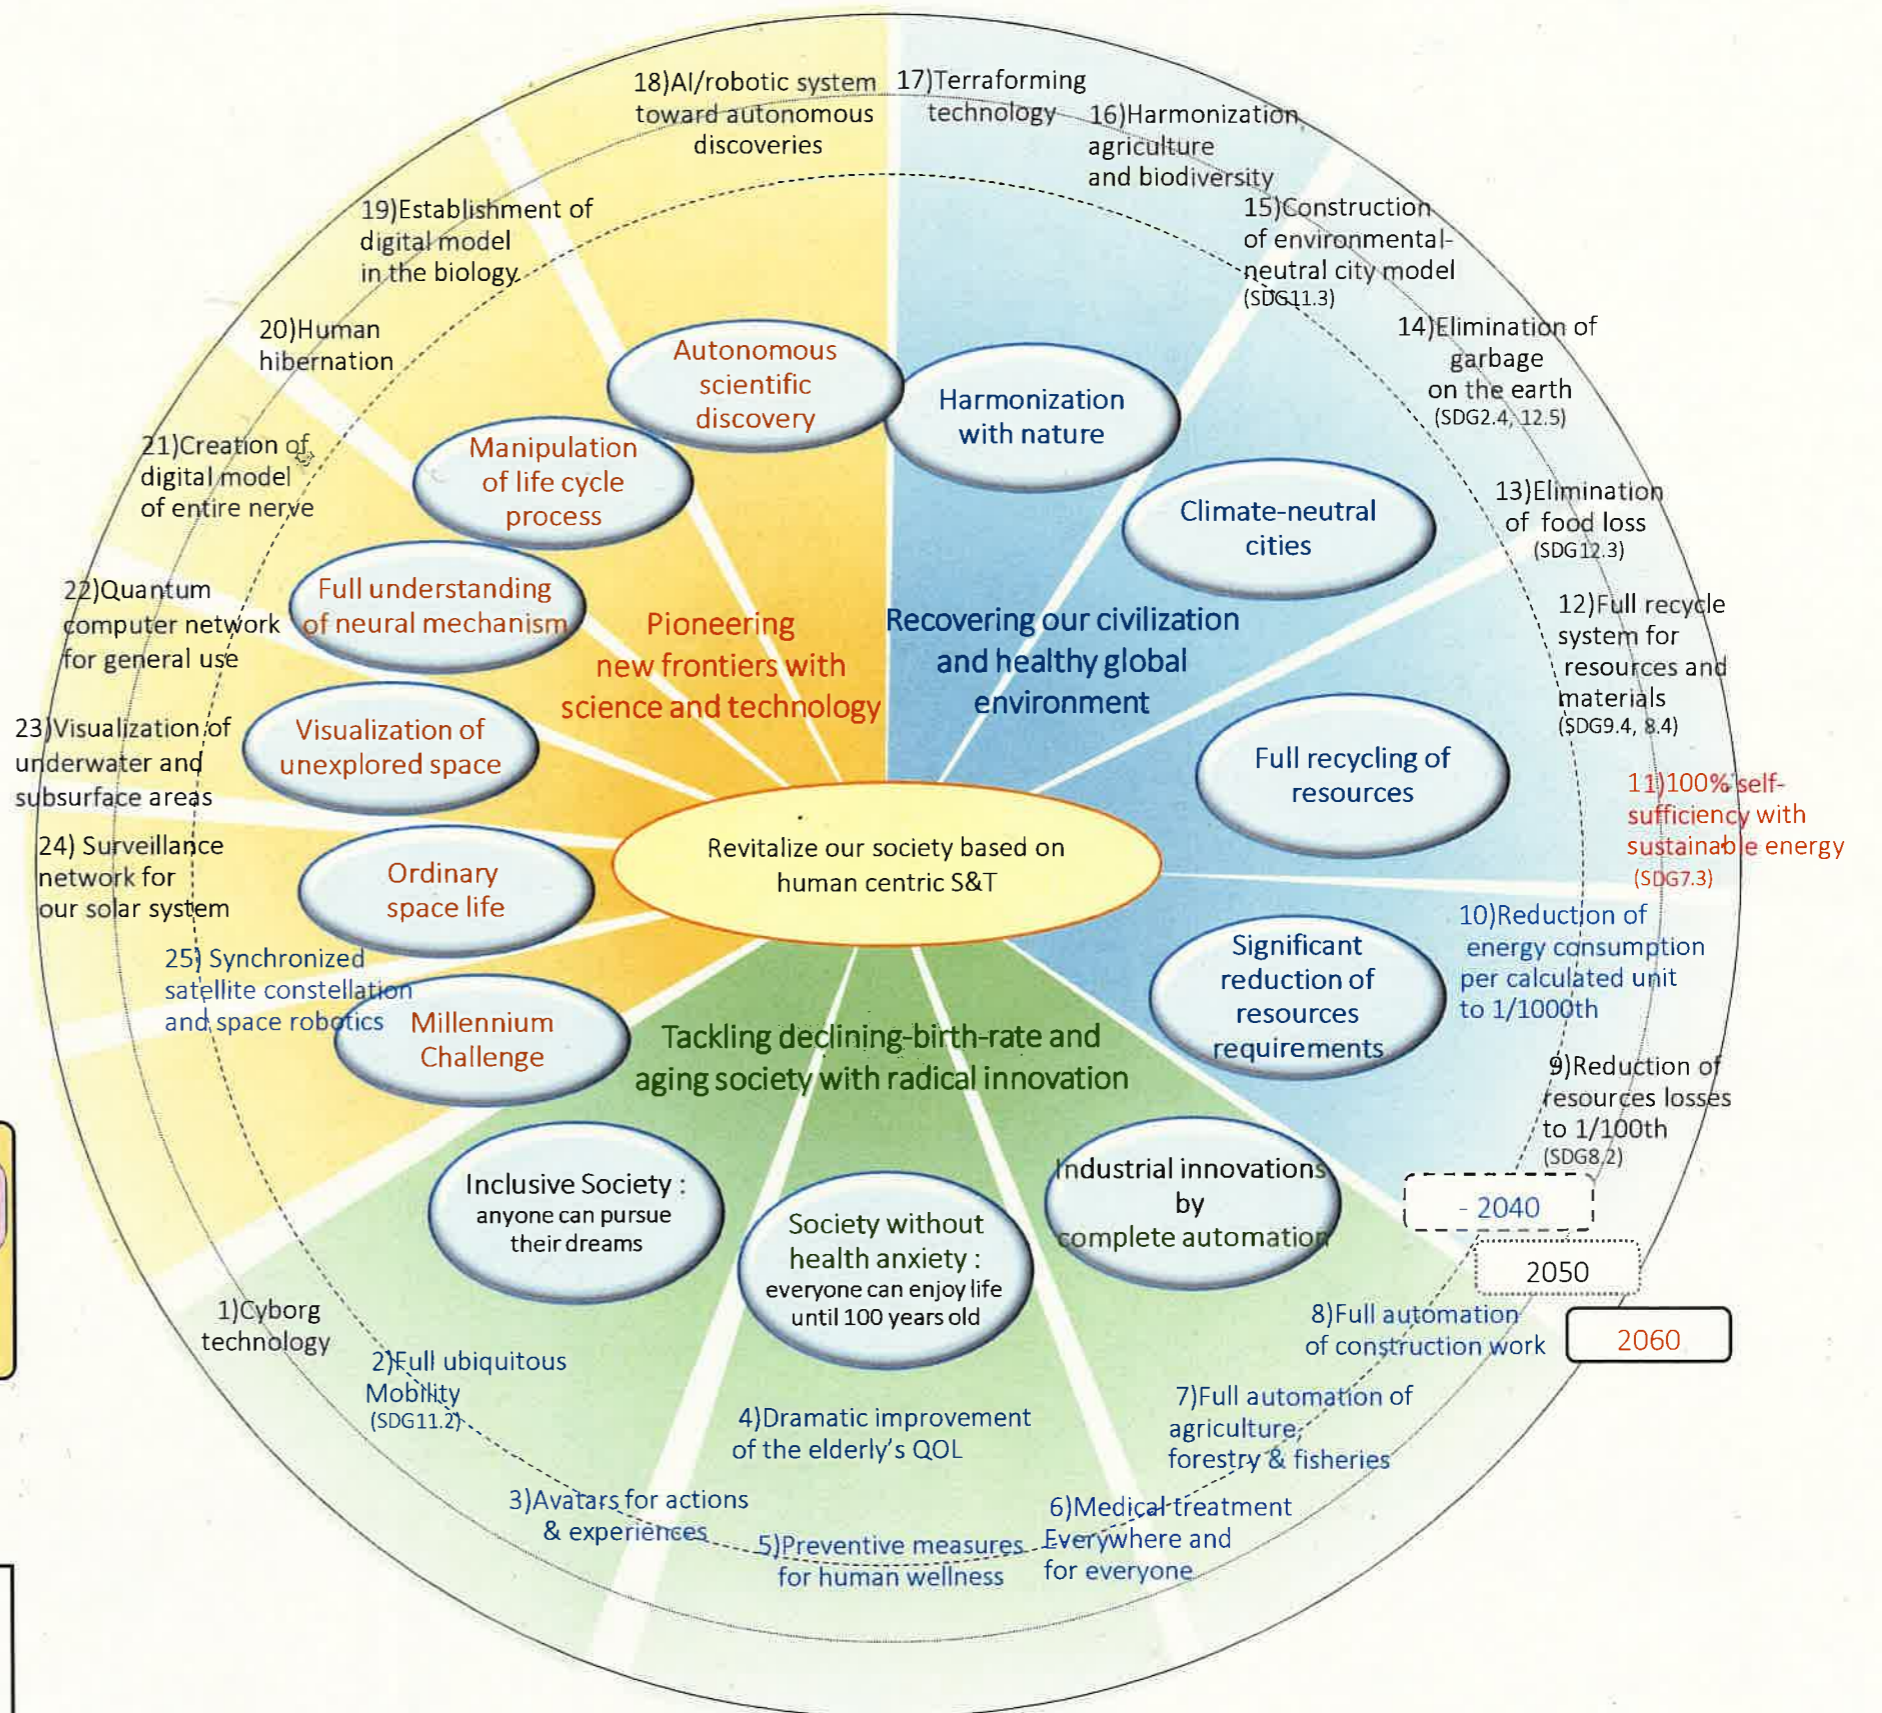 18)AI/robotic system
toward autonomous
discoveries
17)Terraforming
technology
16)Harmonization
agriculture
and biodiversity
15)Construction
of environmental-
neutral city model
(SDG11.3)
14)Elimination of
garbage
on the earth
(SDG2.4, 12.5)
13)Elimination
of food loss
(SDG12.3)
12)Full recycle
system for
resources and
materials
(SDG9.4, 8.4)
11)100% self-
sufficiency with
sustainable energy
(SDG7.3)
10)Reduction of
energy consumption
per calculated unit
to 1/1000th
9)Reduction of
resources losses
to 1/100th
(SDG8.2)
- 2040
2050
2060
8)Full automation
of construction work
7)Full automation of
agriculture,
forestry & fisheries
6)Medical treatment
Everywhere and
for everyone
5)Preventive measures
for human wellness
4)Dramatic improvement
of the elderly's QOL
3)Avatars for actions
& experiences
2)Full ubiquitous
Mobility
(SDG11.2)
1)Cyborg
technology
25) Synchronized
satellite constellation
and space robotics
24) Surveillance
network for
our solar system
23)Visualization of
underwater and
subsurface areas
22)Quantum
computer network
for general use
21)Creation of
digital model
of entire nerve
20)Human
hibernation
19)Establishment of
digital model
in the biology
Autonomous
scientific
discovery
Manipulation
of life cycle
process
Full understanding
of neural mechanism
Visualization of
unexplored space
Ordinary
space life
Millennium
Challenge
Pioneering
new frontiers with
science and technology
Harmonization
with nature
Climate-neutral
cities
Full recycling of
resources
Significant
reduction of
resources
requirements
Recovering our civilization
and healthy global
environment
Revitalize our society based on
human centric S&T
Tackling declining-birth-rate and
aging society with radical innovation
Inclusive Society :
anyone can pursue
their dreams
Society without
health anxiety :
everyone can enjoy life
until 100 years old
Industrial innovations
by
complete automation